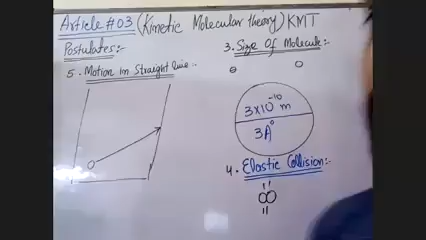 Article # 03 (Kinetic Molecular theory) KMT
Postulates:-
5. Motion in Straight line:-
3. Size Of Molecule:-
3×10⁻¹⁰ m
3A°
4. Elastic Collision:-